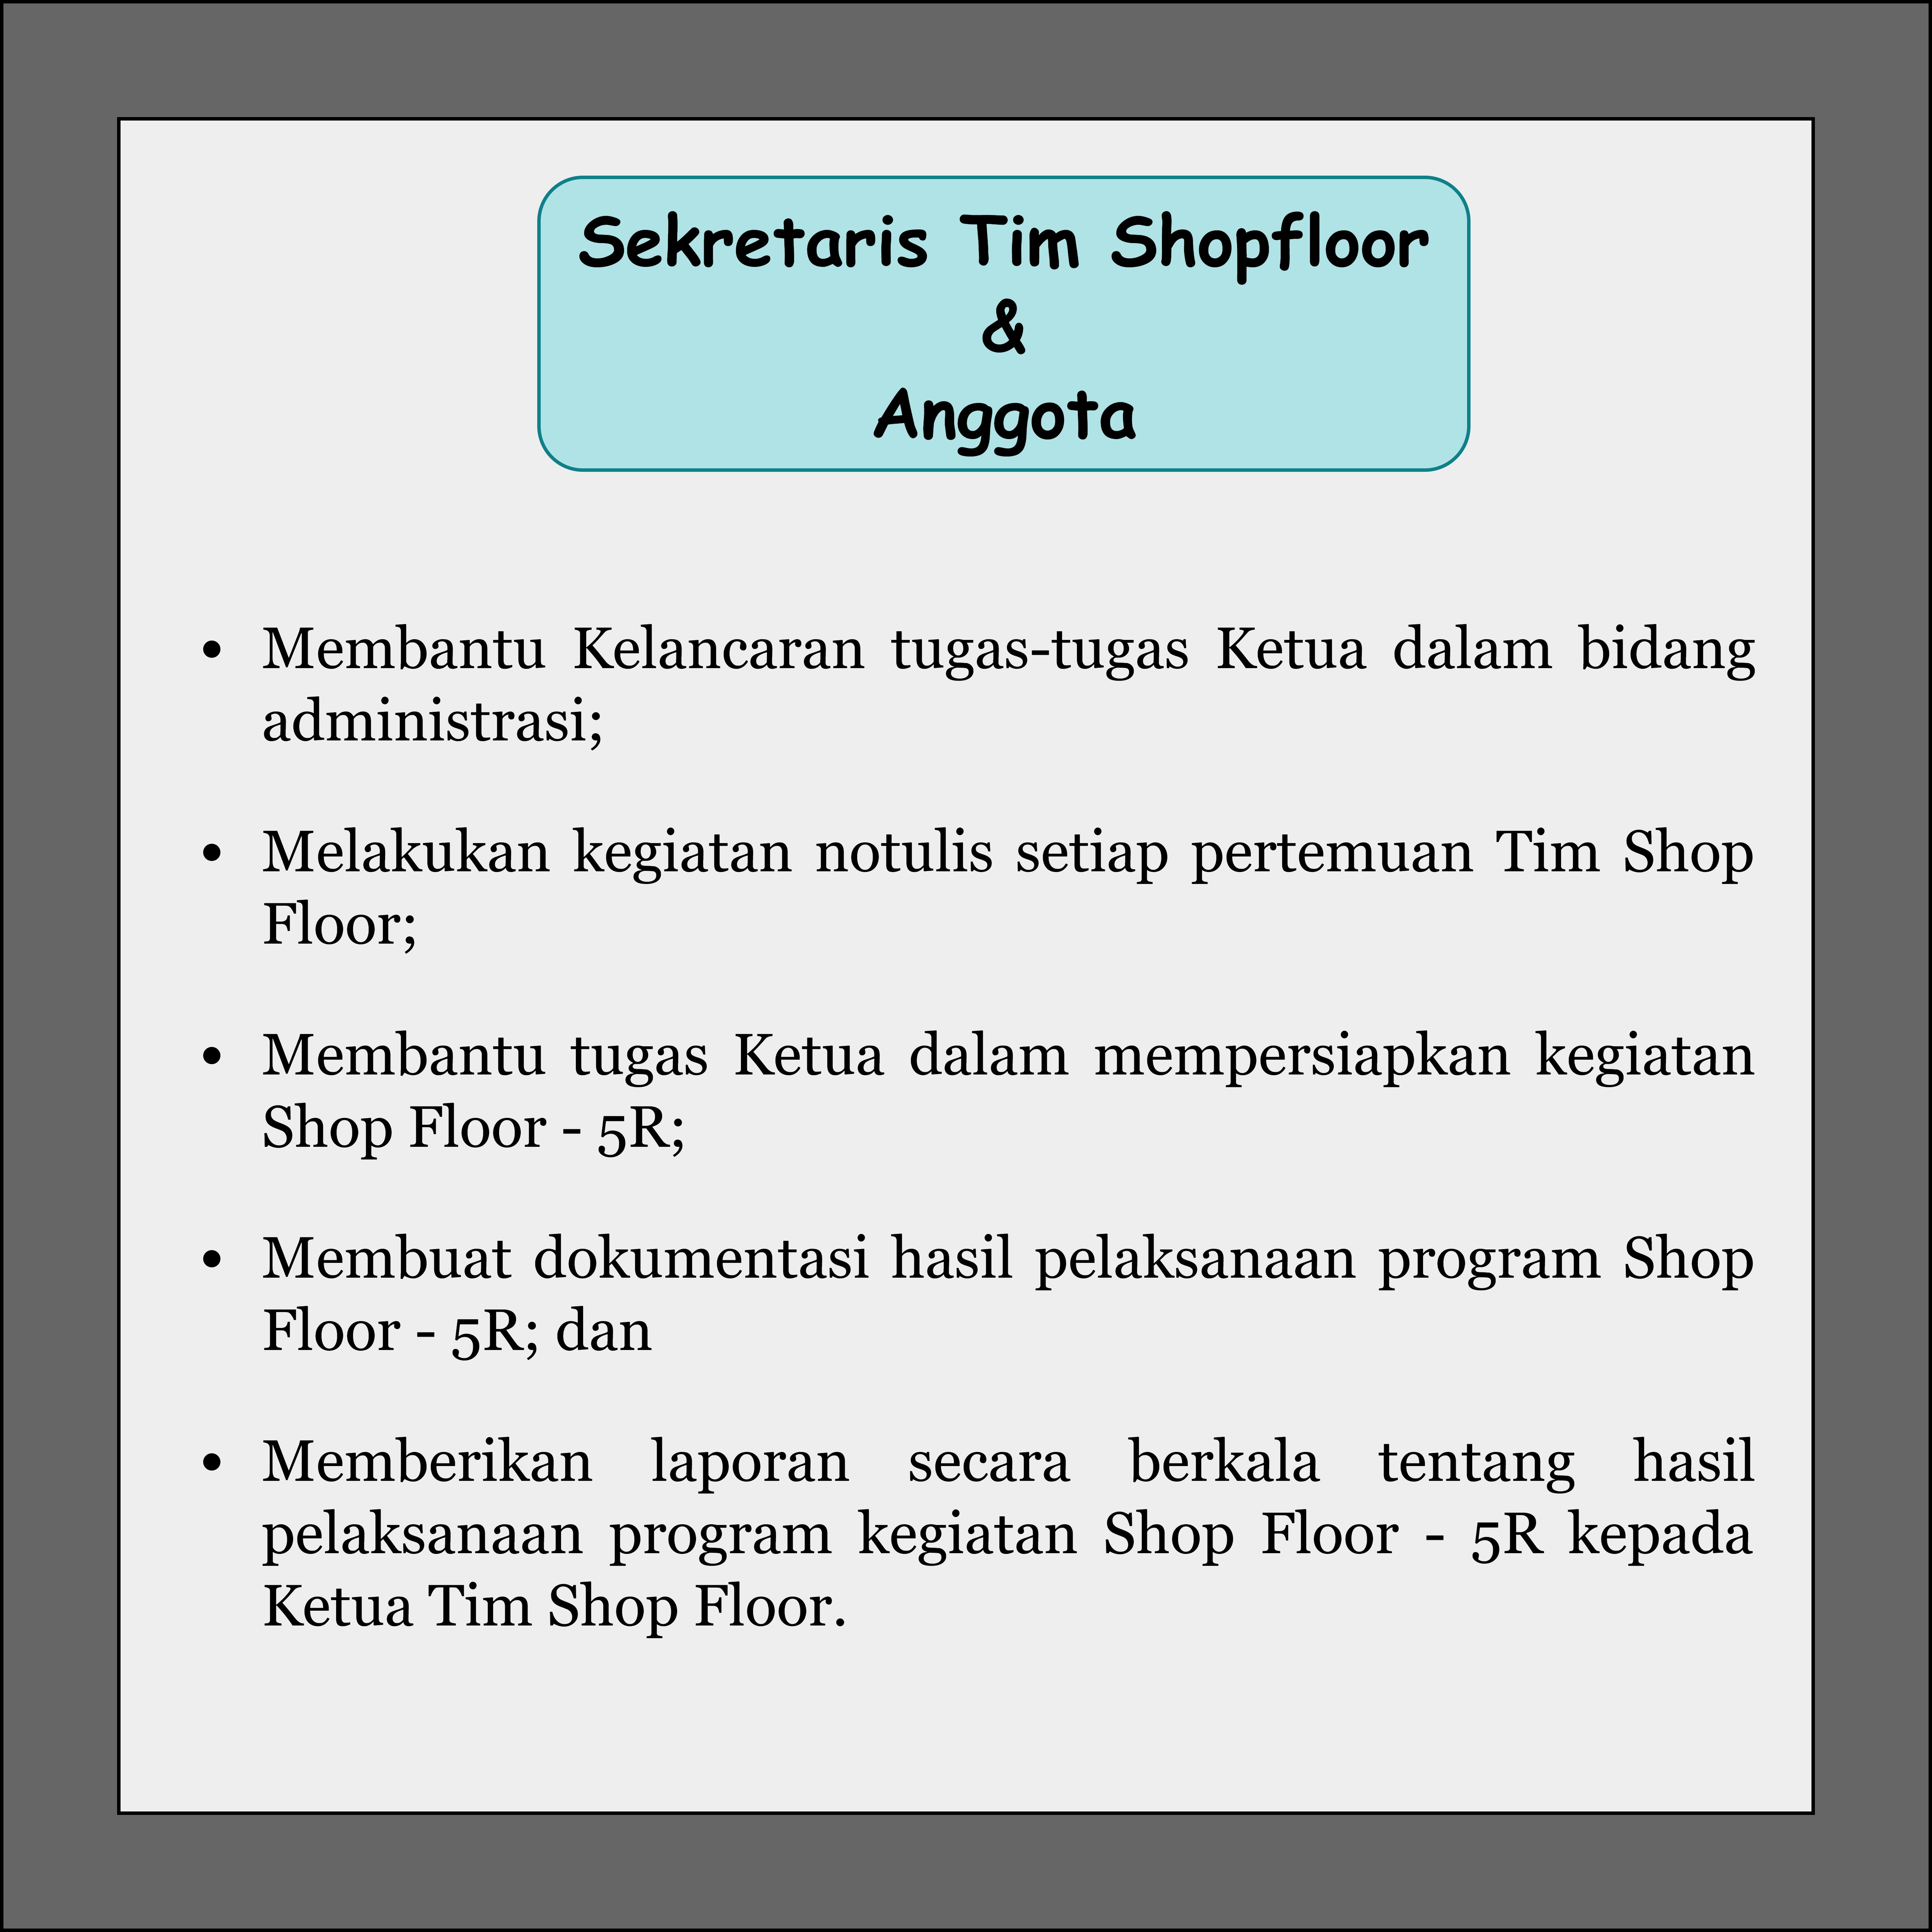 Sekretaris Tim Shopfloor
&
Anggota
• Membantu Kelancaran tugas-tugas Ketua dalam bidang
administrasi;
• Melakukan kegiatan notulis setiap pertemuan Tim Shop
Floor;
• Membantu tugas Ketua dalam mempersiapkan kegiatan
Shop Floor - 5R;
• Membuat dokumentasi hasil pelaksanaan program Shop
Floor - 5R; dan
• Memberikan laporan secara berkala tentang hasil
pelaksanaan program kegiatan Shop Floor - 5R kepada
Ketua Tim Shop Floor.